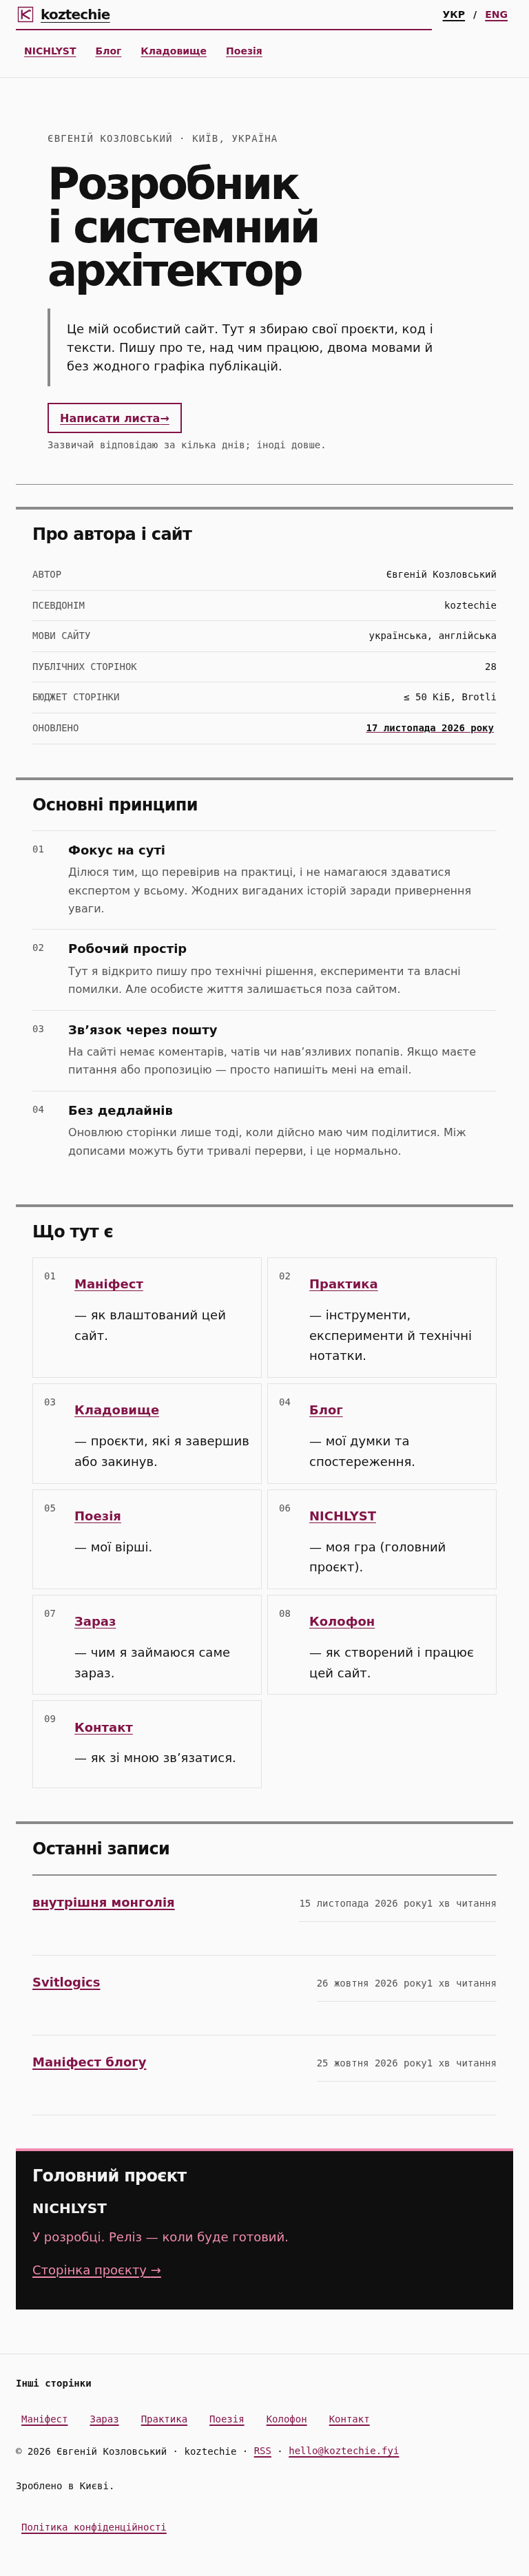 koztechie
УКР / ENG
NICHLYST Блог Кладовище Поезія
ЄВГЕНІЙ КОЗЛОВСЬКИЙ · КИЇВ, УКРАЇНА
Розробник
і системний
архітектор
Це мій особистий сайт. Тут я збираю свої проєкти, код і
тексти. Пишу про те, над чим працюю, двома мовами й
без жодного графіка публікацій.
Написати листа→
Зазвичай відповідаю за кілька днів; іноді довше.
Про автора і сайт
АВТОР Євгеній Козловський
ПСЕВДОНІМ koztechie
МОВИ САЙТУ українська, англійська
ПУБЛІЧНИХ СТОРІНОК 28
БЮДЖЕТ СТОРІНКИ ≤ 50 КіБ, Brotli
ОНОВЛЕНО 17 листопада 2026 року
Основні принципи
01 Фокус на суті
Ділюся тим, що перевірив на практиці, і не намагаюся здаватися
експертом у всьому. Жодних вигаданих історій заради привернення
уваги.
02 Робочий простір
Тут я відкрито пишу про технічні рішення, експерименти та власні
помилки. Але особисте життя залишається поза сайтом.
03 Зв’язок через пошту
На сайті немає коментарів, чатів чи нав’язливих попапів. Якщо маєте
питання або пропозицію — просто напишіть мені на email.
04 Без дедлайнів
Оновлюю сторінки лише тоді, коли дійсно маю чим поділитися. Між
дописами можуть бути тривалі перерви, і це нормально.
Що тут є
01 Маніфест
— як влаштований цей
сайт.
02 Практика
— інструменти,
експерименти й технічні
нотатки.
03 Кладовище
— проєкти, які я завершив
або закинув.
04 Блог
— мої думки та
спостереження.
05 Поезія
— мої вірші.
06 NICHLYST
— моя гра (головний
проєкт).
07 Зараз
— чим я займаюся саме
зараз.
08 Колофон
— як створений і працює
цей сайт.
09 Контакт
— як зі мною зв’язатися.
Останні записи
внутрішня монголія 15 листопада 2026 року1 хв читання
Svitlogics 26 жовтня 2026 року1 хв читання
Маніфест блогу 25 жовтня 2026 року1 хв читання
Головний проєкт
NICHLYST
У розробці. Реліз — коли буде готовий.
Сторінка проєкту →
Інші сторінки
Маніфест Зараз Практика Поезія Колофон Контакт
© 2026 Євгеній Козловський · koztechie · RSS · hello@koztechie.fyi
Зроблено в Києві.
Політика конфіденційності